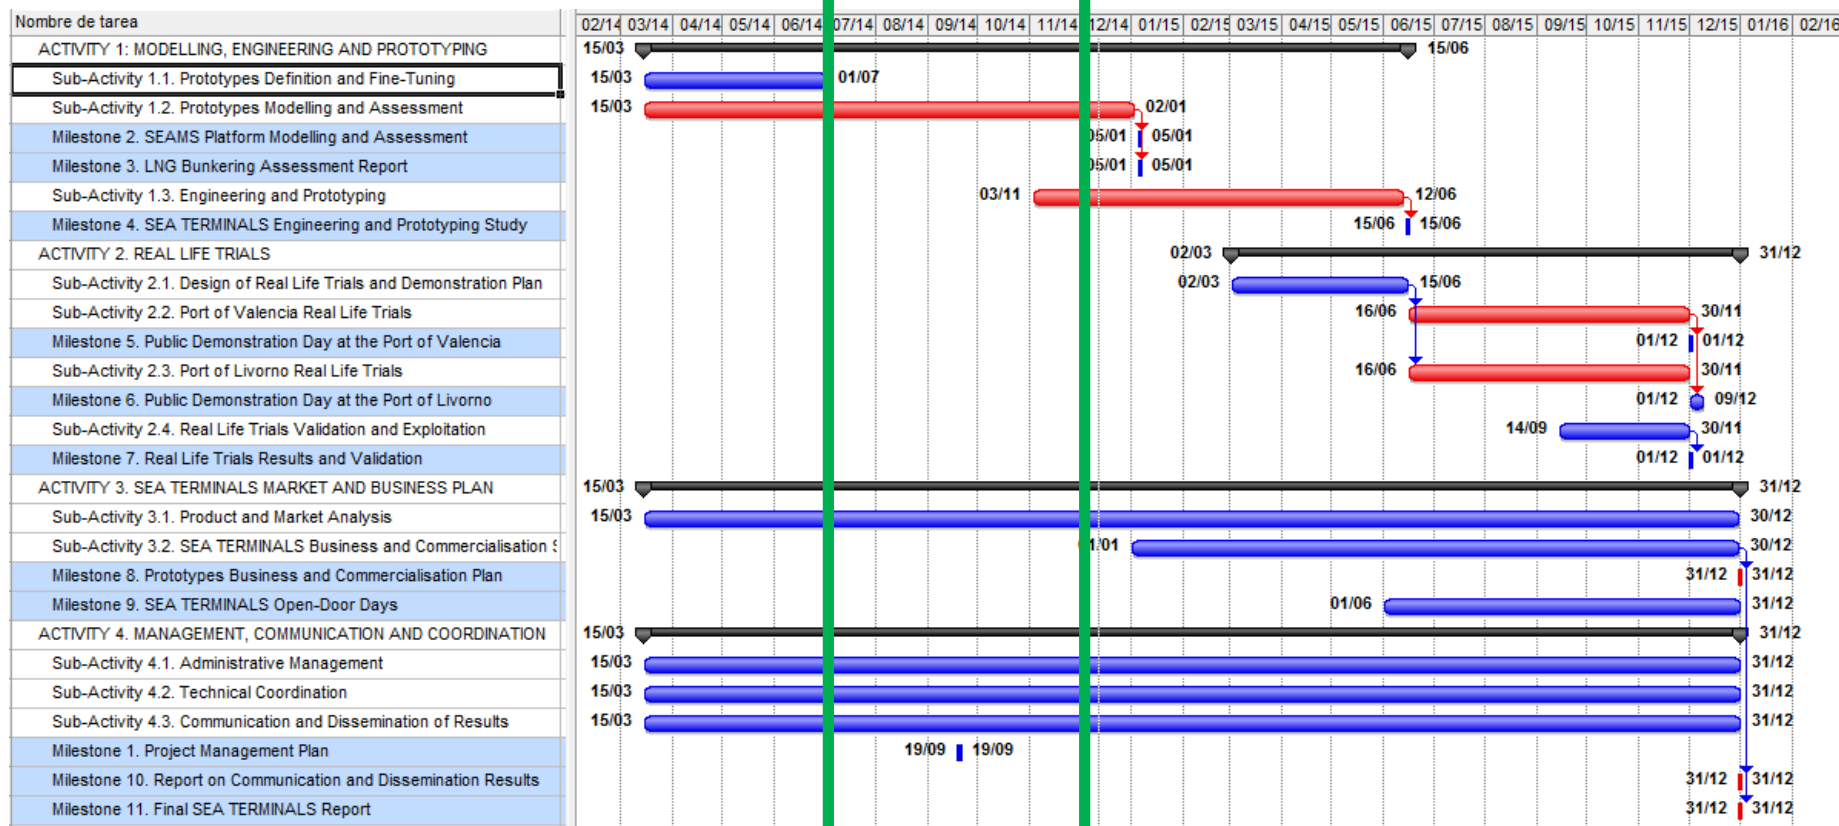 Nombre de tarea 02/14 03/14 04/14 05/14 06/14 07/14 08/14 09/14 10/14 11/14 12/14 01/15 02/15 03/15 04/15 05/15 06/15 07/15 08/15 09/15 10/15 11/15 12/15 01/16 02/16
ACTIVITY 1: MODELLING, ENGINEERING AND PROTOTYPING 15/03 15/06
Sub-Activity 1.1. Prototypes Definition and Fine-Tuning 15/03 01/07
Sub-Activity 1.2. Prototypes Modelling and Assessment 15/03 02/01
Milestone 2. SEAMS Platform Modelling and Assessment 05/01 05/01
Milestone 3. LNG Bunkering Assessment Report 05/01 05/01
Sub-Activity 1.3. Engineering and Prototyping 03/11 12/06
Milestone 4. SEA TERMINALS Engineering and Prototyping Study 15/06 15/06
ACTIVITY 2. REAL LIFE TRIALS 02/03 31/12
Sub-Activity 2.1. Design of Real Life Trials and Demonstration Plan 02/03 15/06
Sub-Activity 2.2. Port of Valencia Real Life Trials 16/06 30/11
Milestone 5. Public Demonstration Day at the Port of Valencia 01/12 01/12
Sub-Activity 2.3. Port of Livorno Real Life Trials 16/06 30/11
Milestone 6. Public Demonstration Day at the Port of Livorno 01/12 09/12
Sub-Activity 2.4. Real Life Trials Validation and Exploitation 14/09 30/11
Milestone 7. Real Life Trials Results and Validation 01/12 01/12
ACTIVITY 3. SEA TERMINALS MARKET AND BUSINESS PLAN 15/03 31/12
Sub-Activity 3.1. Product and Market Analysis 15/03 30/12
Sub-Activity 3.2. SEA TERMINALS Business and Commercialisation 01/01 30/12
Milestone 8. Prototypes Business and Commercialisation Plan 31/12 31/12
Milestone 9. SEA TERMINALS Open-Door Days 01/06 31/12
ACTIVITY 4. MANAGEMENT, COMMUNICATION AND COORDINATION 15/03 31/12
Sub-Activity 4.1. Administrative Management 15/03 31/12
Sub-Activity 4.2. Technical Coordination 15/03 31/12
Sub-Activity 4.3. Communication and Dissemination of Results 15/03 31/12
Milestone 1. Project Management Plan 19/09 19/09
Milestone 10. Report on Communication and Dissemination Results 31/12 31/12
Milestone 11. Final SEA TERMINALS Report 31/12 31/12